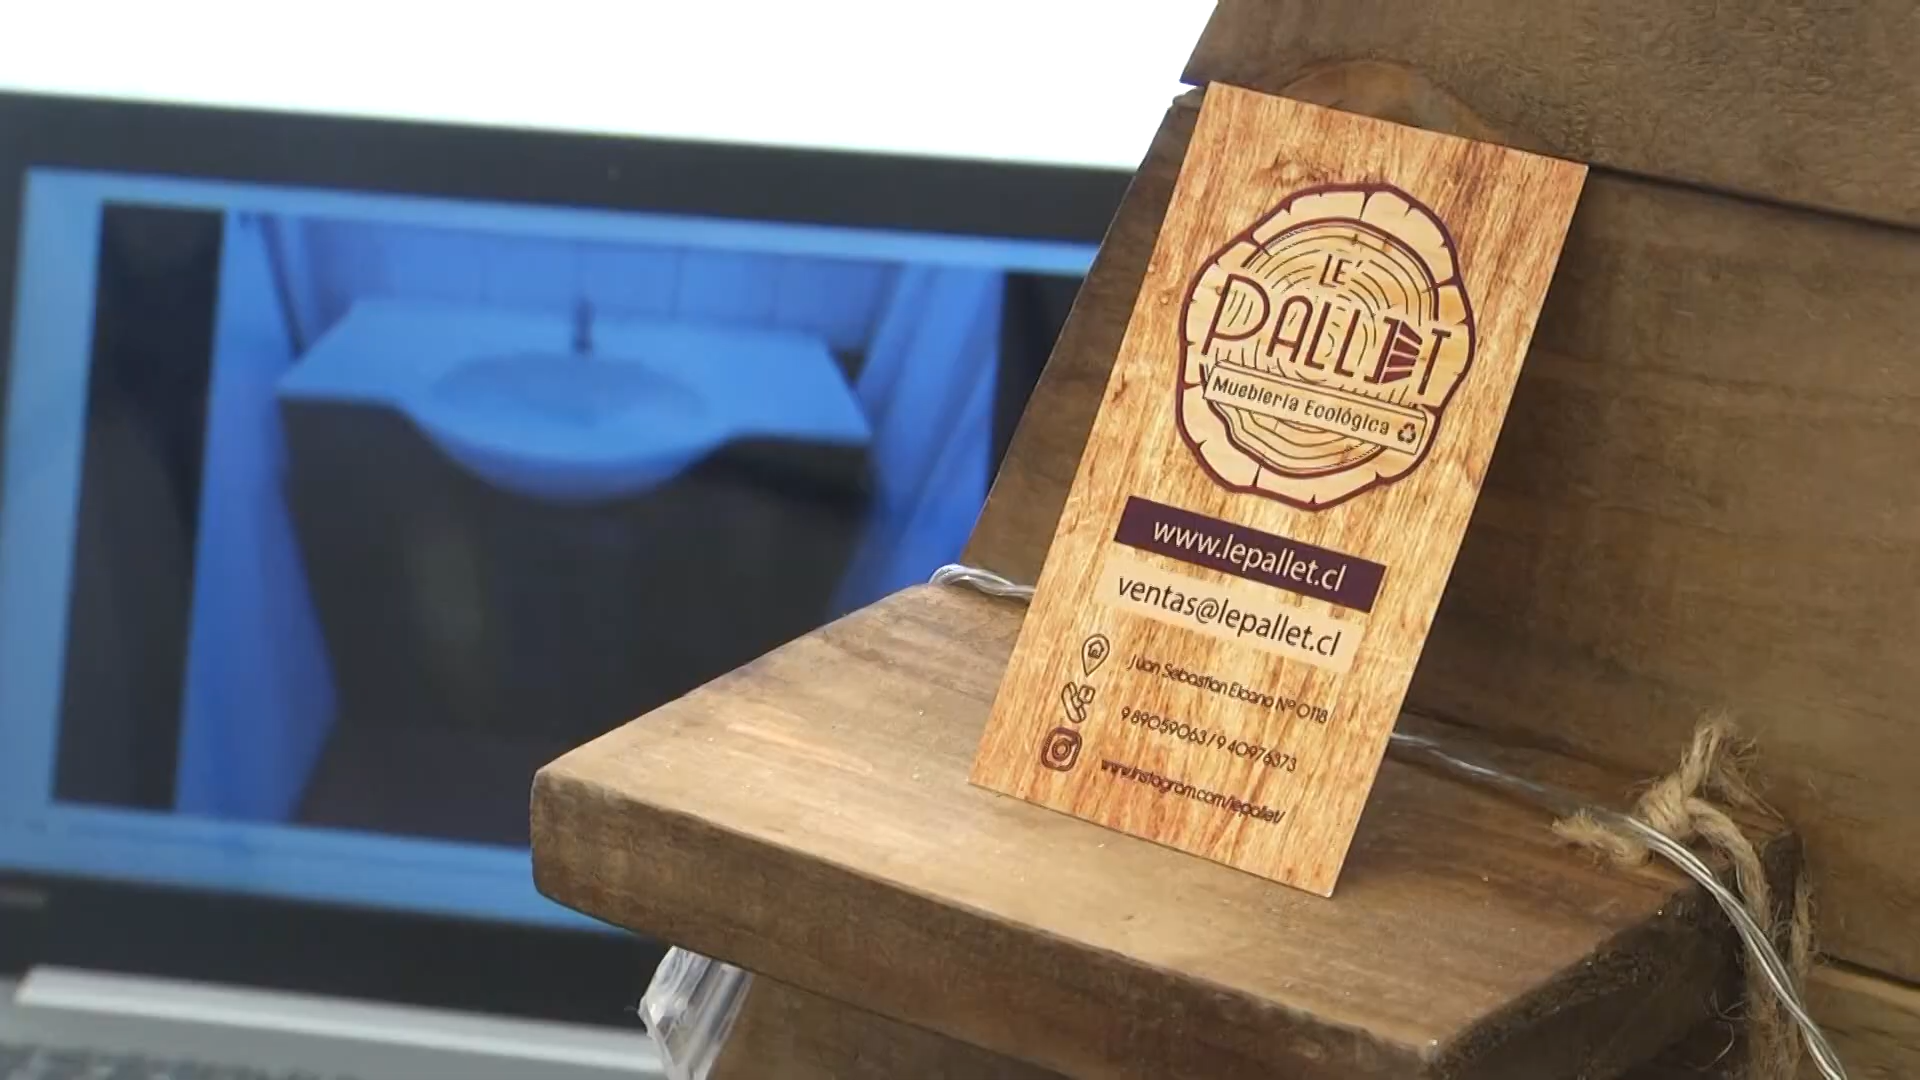 LE
PALLET
Mueblería Ecológica
www.lepallet.cl
ventas@lepallet.cl
Juan Sebastian Elcano Nº 0118
9 89059063 / 9 40976373
www.instagram.com/lepallet/